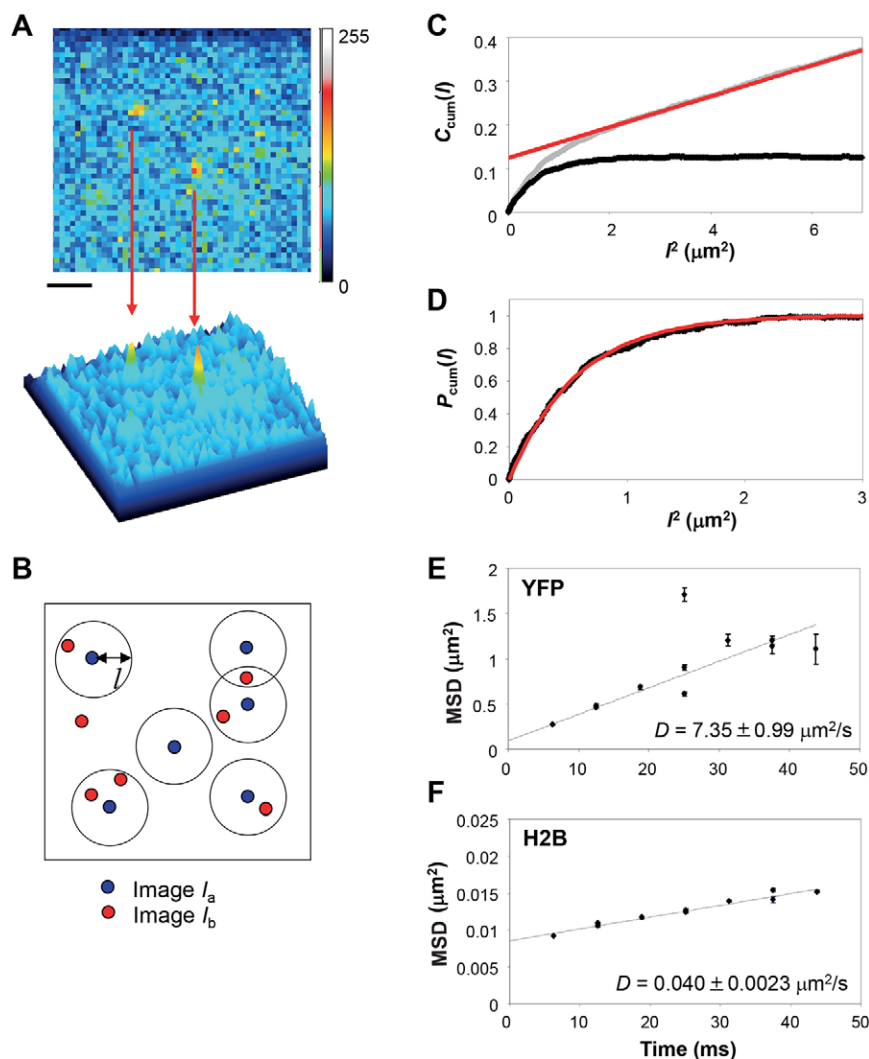 A
255
0
B
l
Image Ia
Image Ib
C
Ccum(l)
0.4
0.3
0.2
0.1
0
0 2 4 6
l² (μm²)
D
Pcum(l)
1
0.8
0.6
0.4
0.2
0
0 1 2 3
l² (μm²)
E
YFP
MSD (μm²)
2
1.5
1
0.5
0
D = 7.35 ± 0.99 μm²/s
0 10 20 30 40 50
F
H2B
MSD (μm²)
0.025
0.02
0.015
0.01
0.005
0
D = 0.040 ± 0.0023 μm²/s
0 10 20 30 40 50
Time (ms)